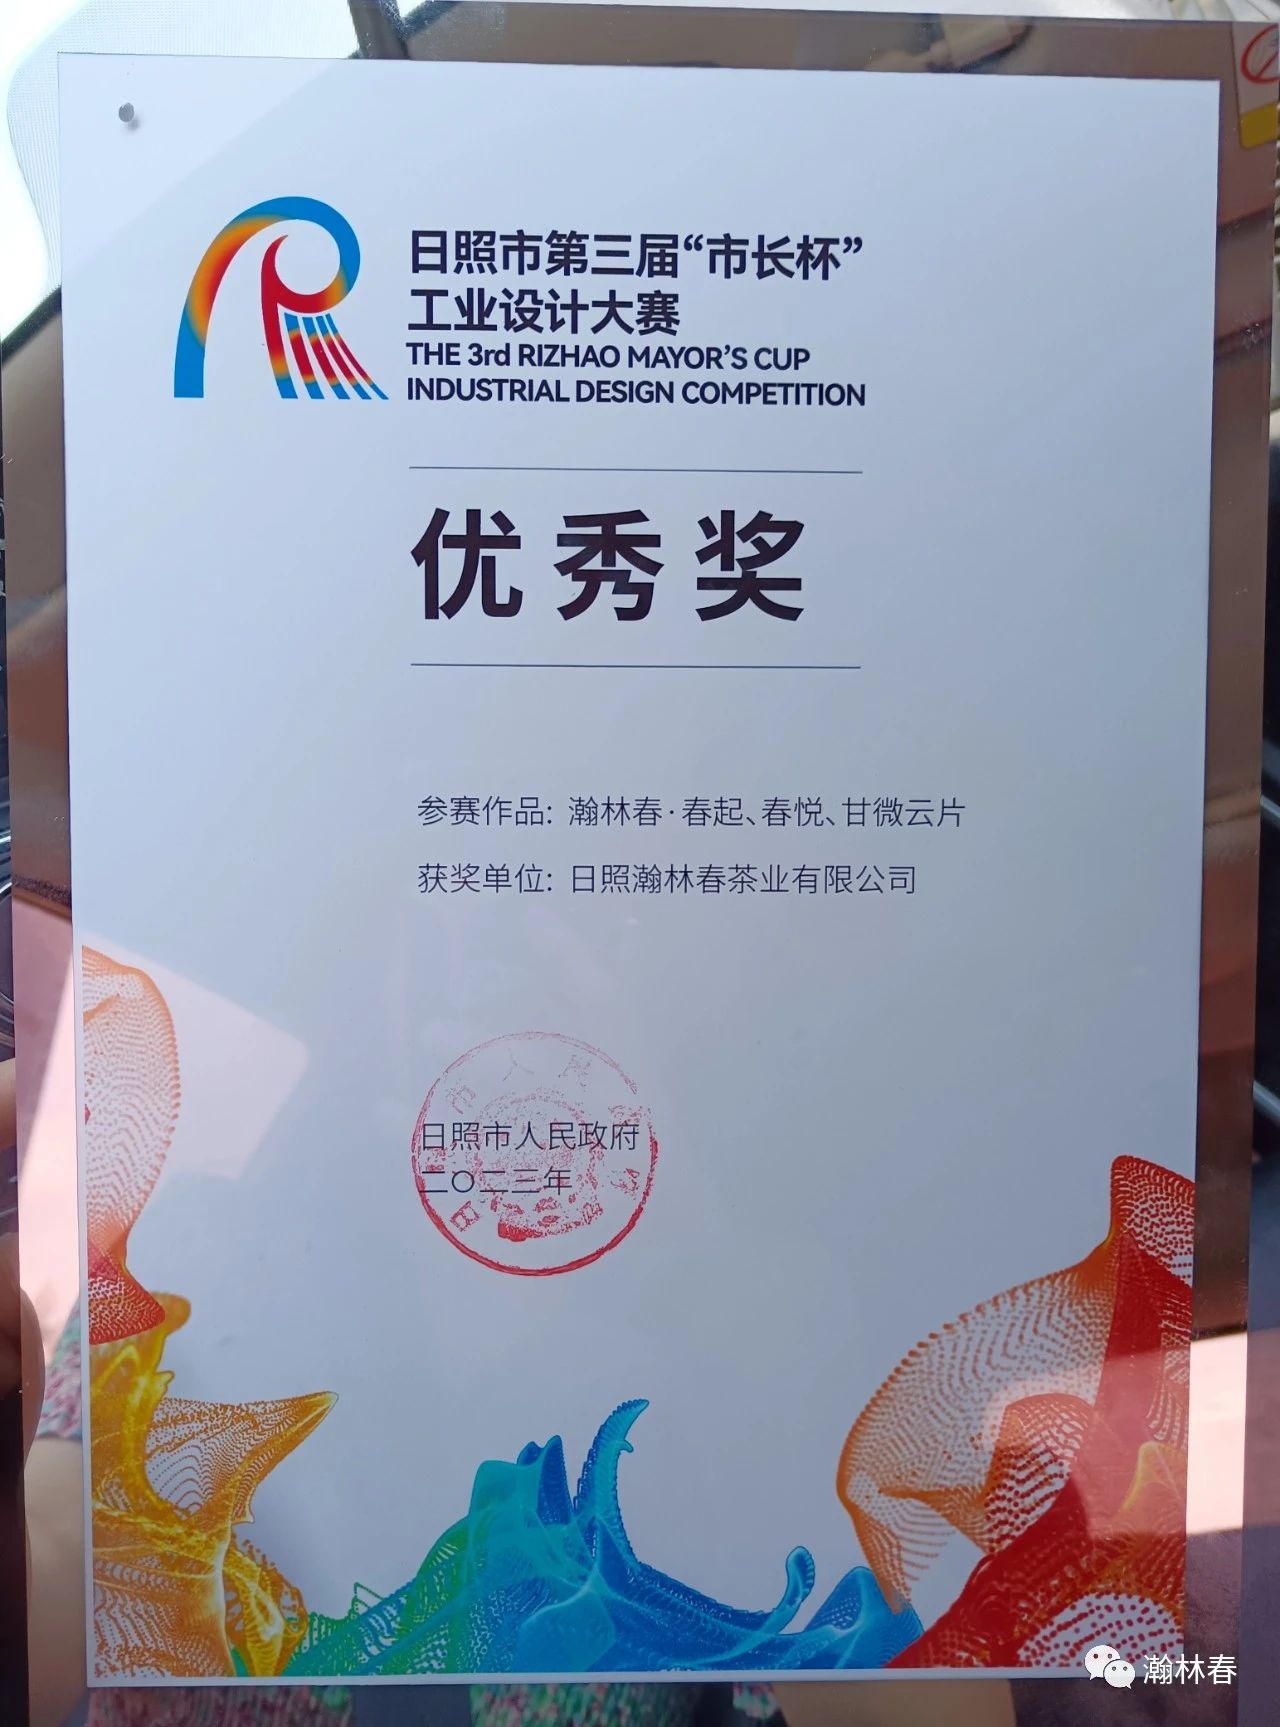 日照市第三届“市长杯”
工业设计大赛
THE 3rd RIZHAO MAYOR'S CUP
INDUSTRIAL DESIGN COMPETITION
优秀奖
参赛作品: 瀚林春·春起、春悦、甘微云片
获奖单位: 日照瀚林春茶业有限公司
日照市人民政府
二〇二三年
瀚林春